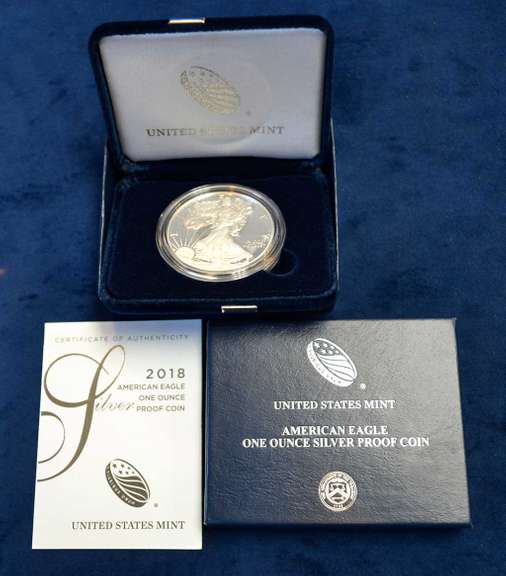 UNITED STATES MINT
CERTIFICATE OF AUTHENTICITY
2018
AMERICAN EAGLE
ONE OUNCE
Silver
PROOF COIN
UNITED STATES MINT
UNITED STATES MINT
AMERICAN EAGLE
ONE OUNCE SILVER PROOF COIN